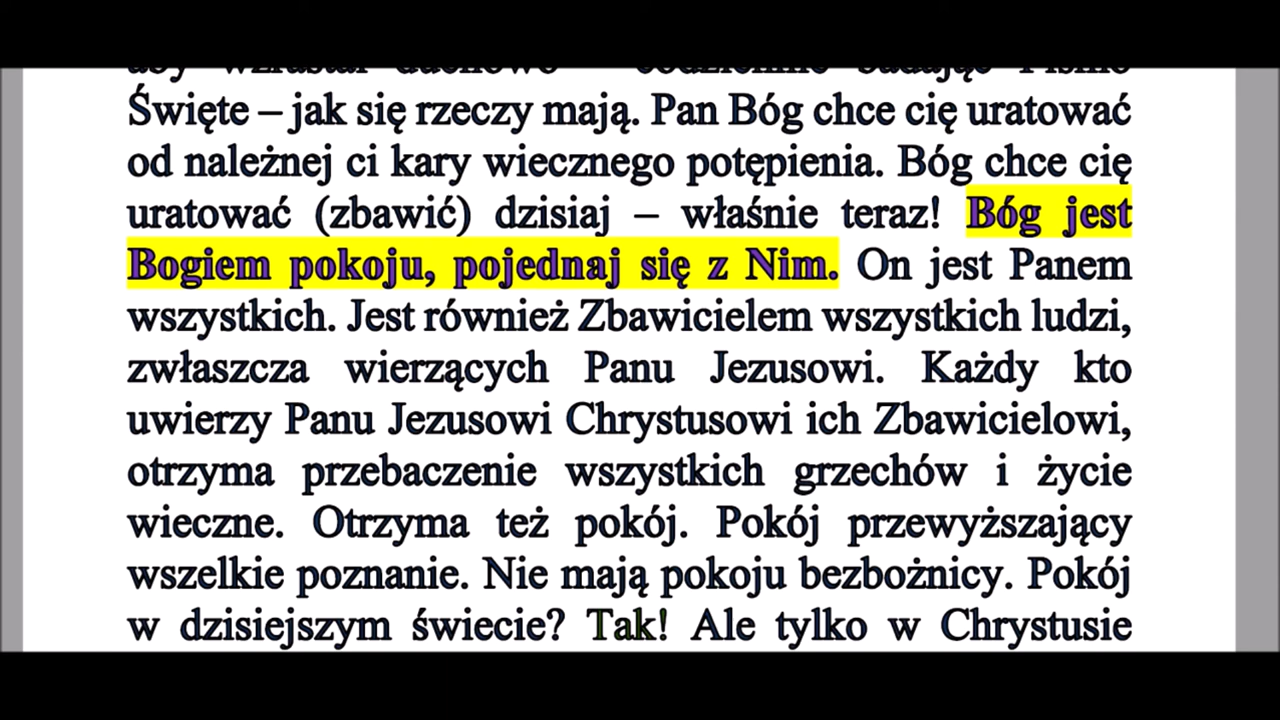 Święte – jak się rzeczy mają. Pan Bóg chce cię uratować
od należnej ci kary wiecznego potępienia. Bóg chce cię
uratować (zbawić) dzisiaj – właśnie teraz! Bóg jest
Bogiem pokoju, pojednaj się z Nim. On jest Panem
wszystkich. Jest również Zbawicielem wszystkich ludzi,
zwłaszcza wierzących Panu Jezusowi. Każdy kto
uwierzy Panu Jezusowi Chrystusowi ich Zbawicielowi,
otrzyma przebaczenie wszystkich grzechów i życie
wieczne. Otrzyma też pokój. Pokój przewyższający
wszelkie poznanie. Nie mają pokoju bezbożnicy. Pokój
w dzisiejszym świecie? Tak! Ale tylko w Chrystusie